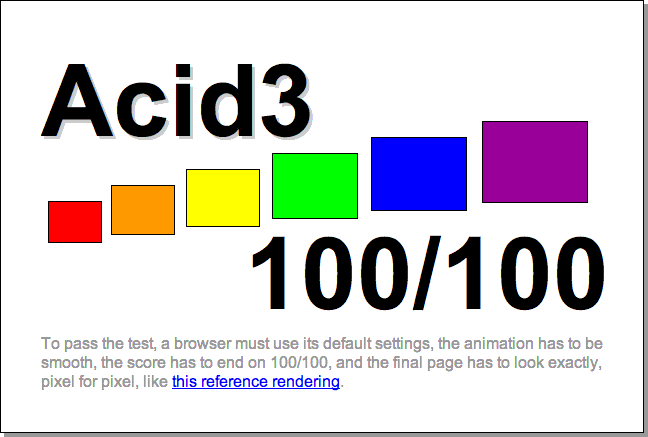 Acid3
100/100
To pass the test, a browser must use its default settings, the animation has to be
smooth, the score has to end on 100/100, and the final page has to look exactly,
pixel for pixel, like this reference rendering.